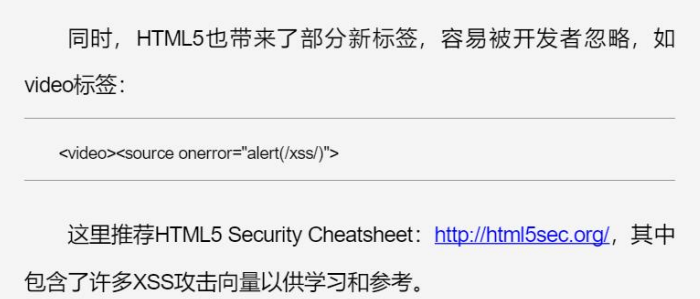 同时，HTML5也带来了部分新标签，容易被开发者忽略，如
video标签：
<video><source onerror="alert(/xss/)">
这里推荐HTML5 Security Cheatsheet：http://html5sec.org/，其中
包含了许多XSS攻击向量以供学习和参考。